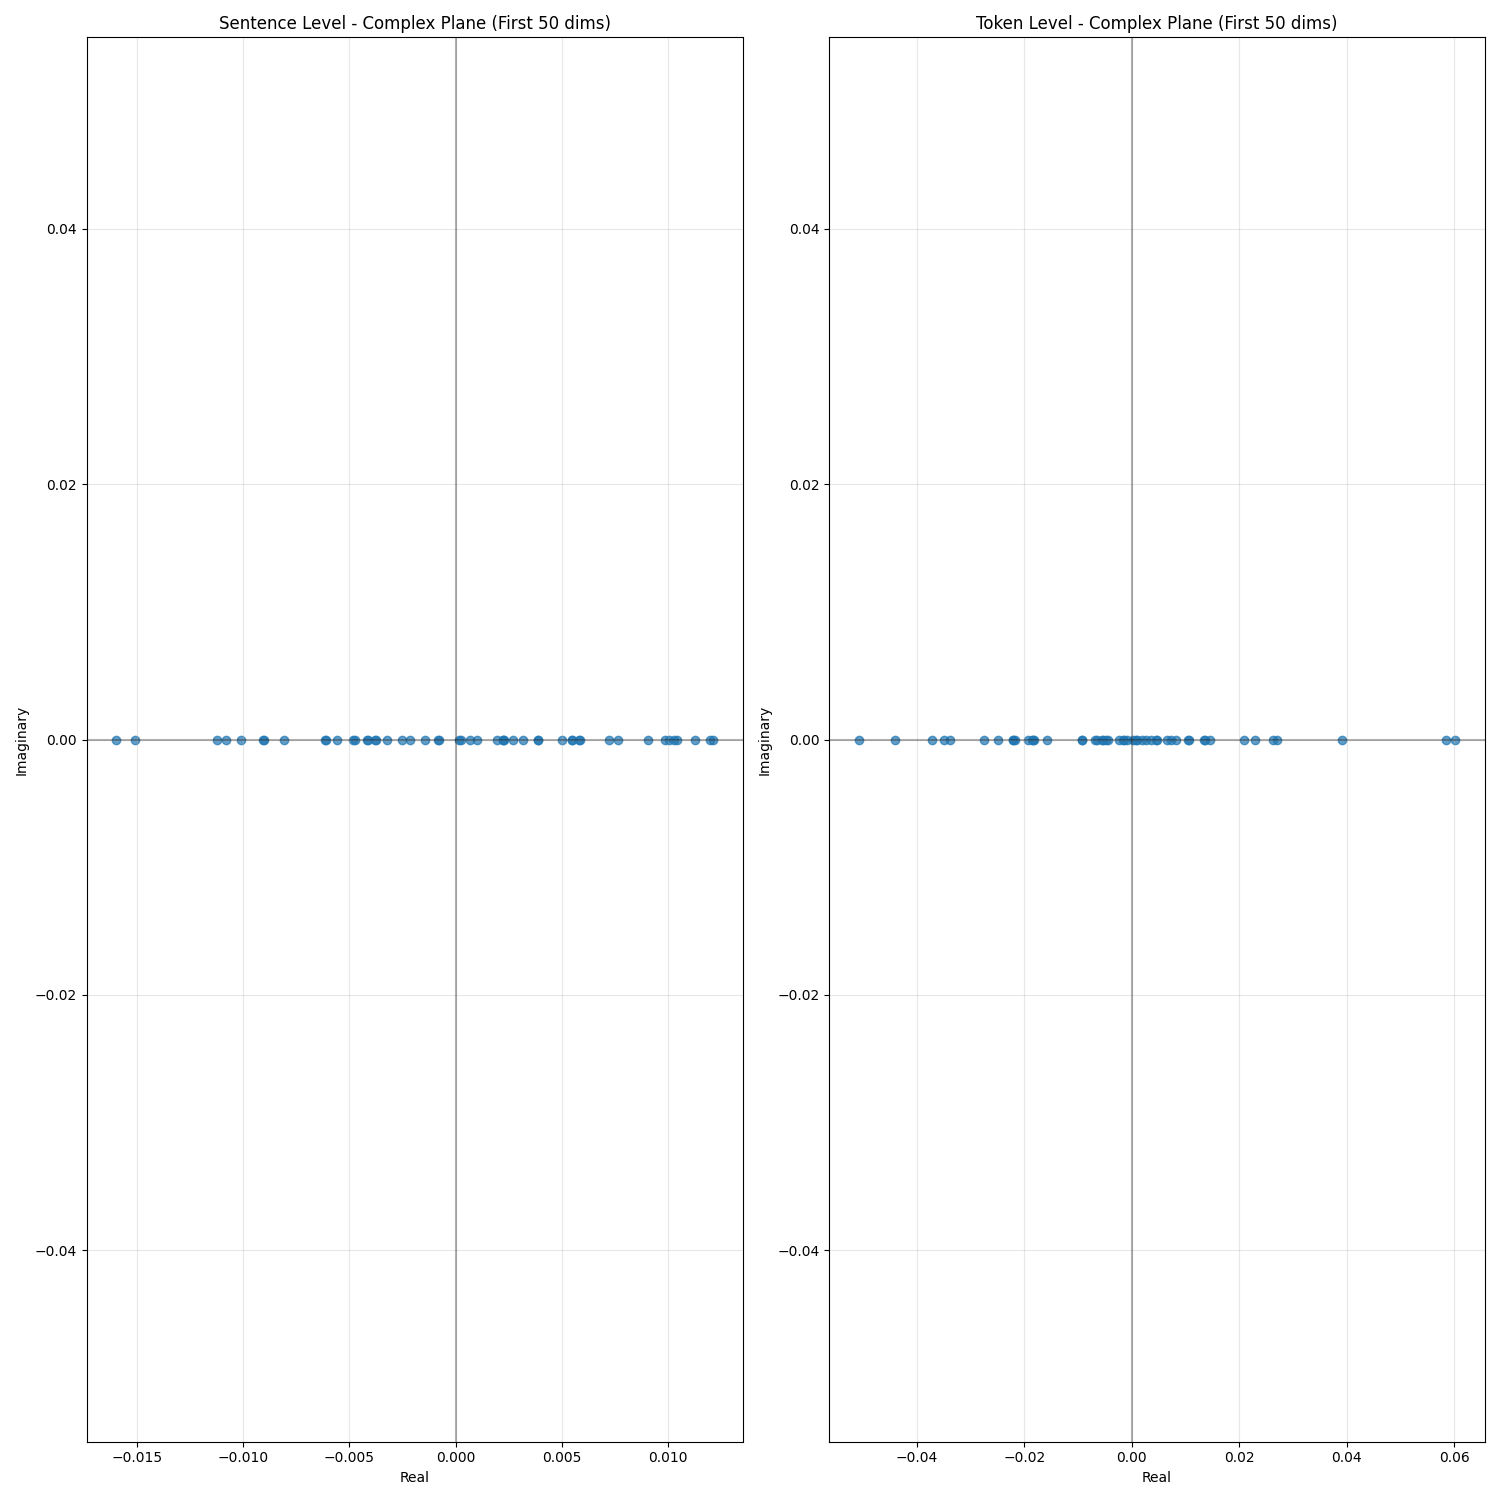 Sentence Level - Complex Plane (First 50 dims)
0.04
0.02
0.00
−0.02
−0.04
Imaginary
−0.015 −0.010 −0.005 0.000 0.005 0.010
Real
Token Level - Complex Plane (First 50 dims)
0.04
0.02
0.00
−0.02
−0.04
Imaginary
−0.04 −0.02 0.00 0.02 0.04 0.06
Real